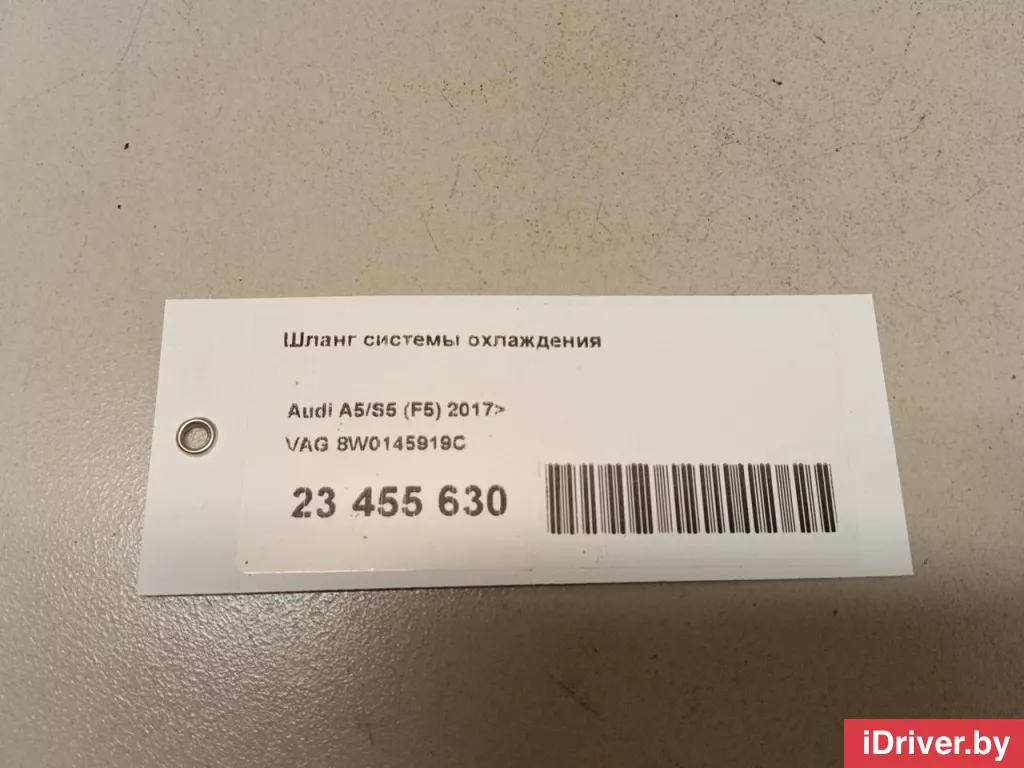 Шланг системы охлаждения
Audi A5/S5 (F5) 2017>
VAG 8W0145919C
23 455 630
iDriver.by